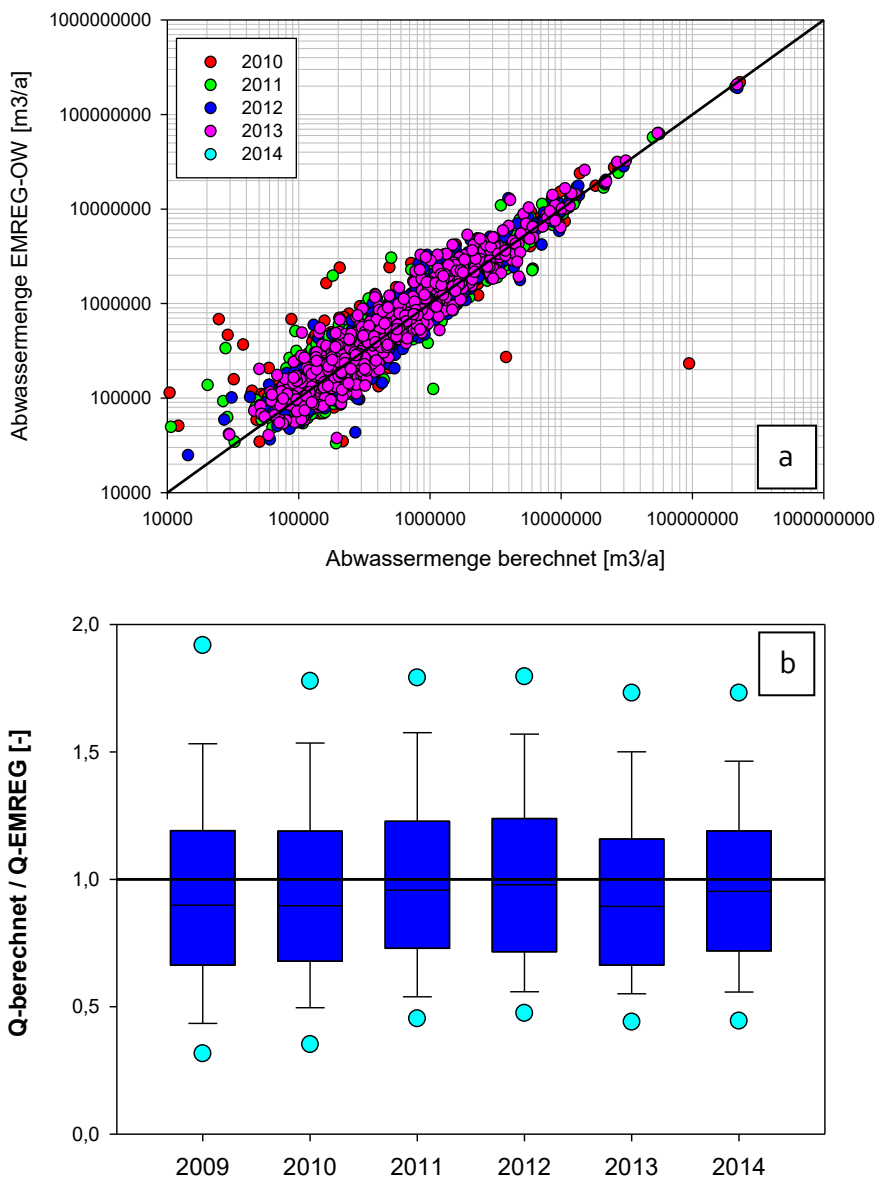 Abwassermenge EMREG-OW [m3/a]
1000000000
100000000
10000000
1000000
100000
10000
2010
2011
2012
2013
2014
a
10000 100000 1000000 10000000 100000000 1000000000
Abwassermenge berechnet [m3/a]
Q-berechnet / Q-EMREG [-]
2,0
1,5
1,0
0,5
0,0
b
2009 2010 2011 2012 2013 2014